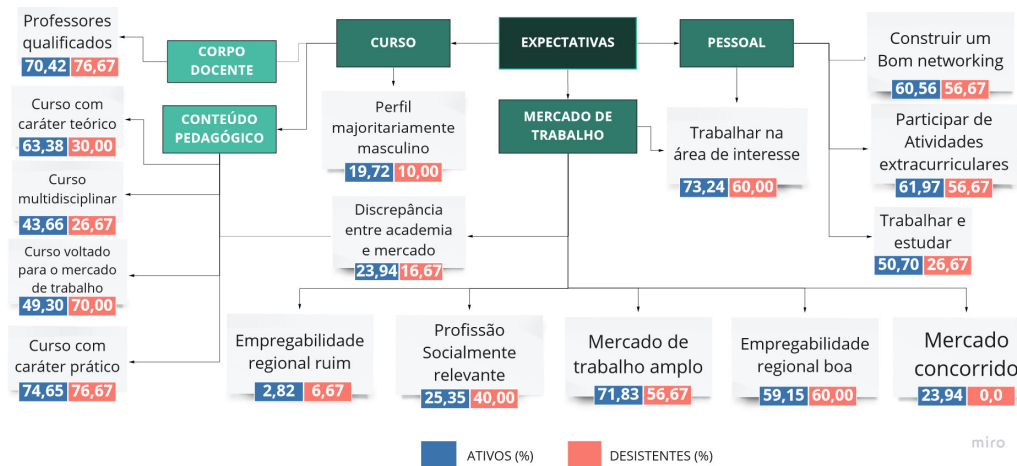 EXPECTATIVAS
CURSO
CORPO
DOCENTE
Professores
qualificados
70,42 76,67
CONTEÚDO
PEDAGÓGICO
Curso com
caráter teórico
63,38 30,00
Curso
multidisciplinar
43,66 26,67
Curso voltado
para o mercado
de trabalho
49,30 70,00
Curso com
caráter prático
74,65 76,67
Perfil
majoritariamente
masculino
19,72 10,00
MERCADO DE
TRABALHO
Discrepância
entre academia
e mercado
23,94 16,67
Empregabilidade
regional ruim
2,82 6,67
Profissão
Socialmente
relevante
25,35 40,00
Mercado de
trabalho amplo
71,83 56,67
Empregabilidade
regional boa
59,15 60,00
Mercado
concorrido
23,94 0,0
PESSOAL
Trabalhar na
área de interesse
73,24 60,00
Construir um
Bom networking
60,56 56,67
Participar de
Atividades
extracurriculares
61,97 56,67
Trabalhar e
estudar
50,70 26,67
ATIVOS (%)
DESISTENTES (%)
miro